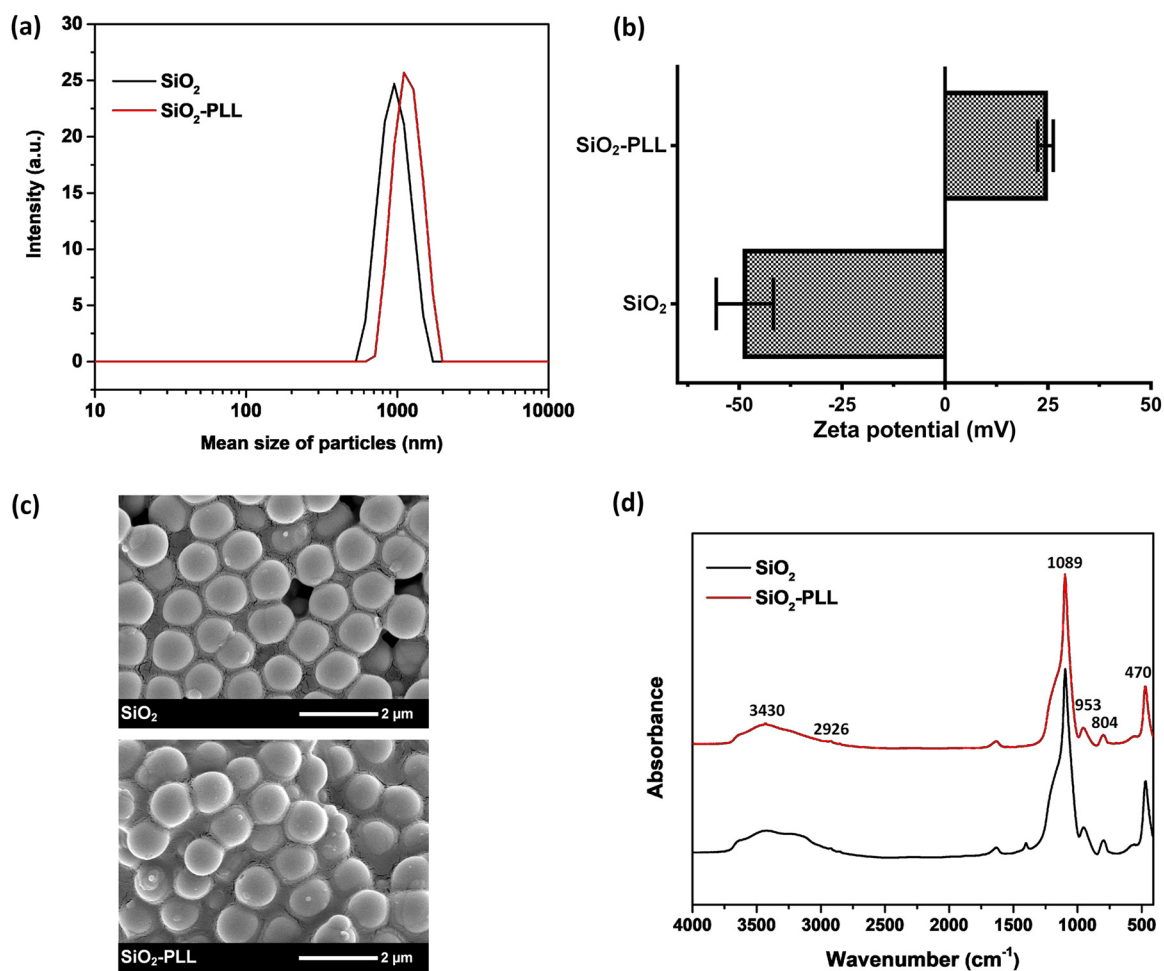 (a)
30
25
20
15
10
5
0
Intensity (a.u.)
SiO₂
SiO₂-PLL
10
100
1000
10000
Mean size of particles (nm)
(b)
SiO₂-PLL
SiO₂
-50
-25
0
25
50
Zeta potential (mV)
(c)
SiO₂
2 µm
SiO₂-PLL
2 µm
(d)
SiO₂
SiO₂-PLL
1089
3430
2926
953
804
470
Absorbance
4000
3500
3000
2500
2000
1500
1000
500
Wavenumber (cm⁻¹)